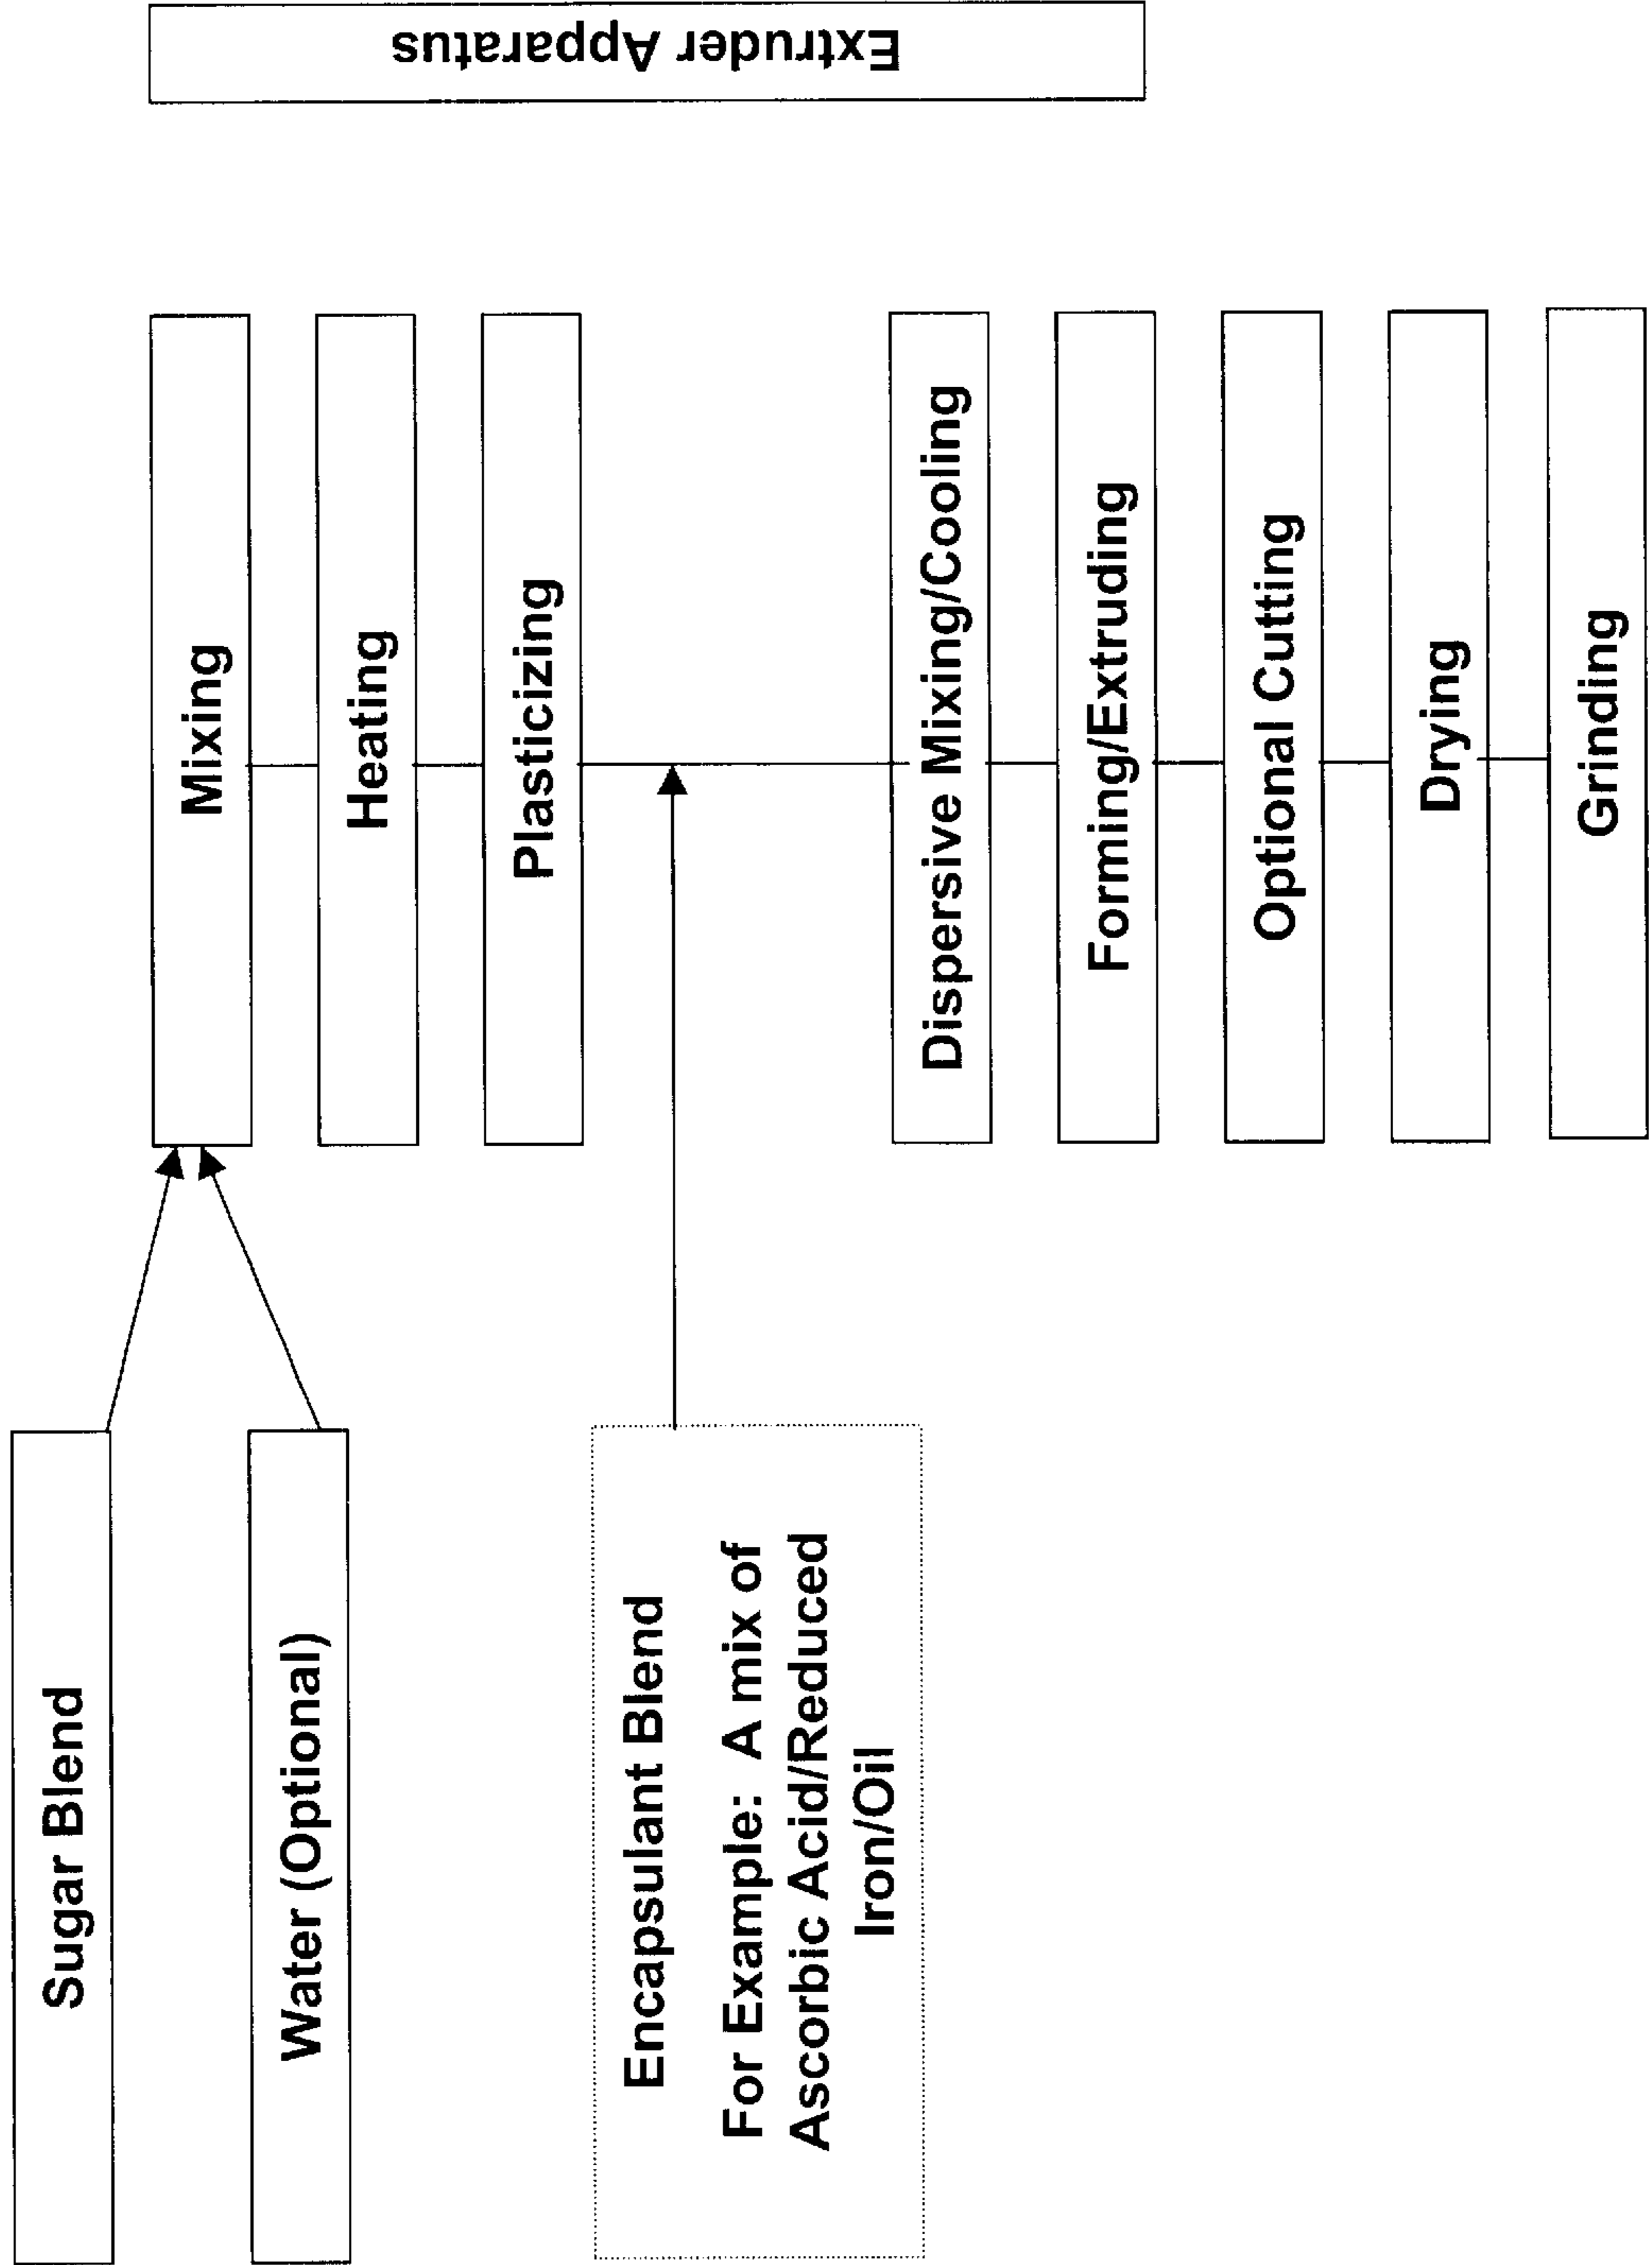 Sugar Blend
Water (Optional)
Encapsulant Blend
For Example: A mix of
Ascorbic Acid/Reduced
Iron/Oil
Mixing
Heating
Plasticizing
Dispersive Mixing/Cooling
Forming/Extruding
Optional Cutting
Drying
Grinding
Extruder Apparatus